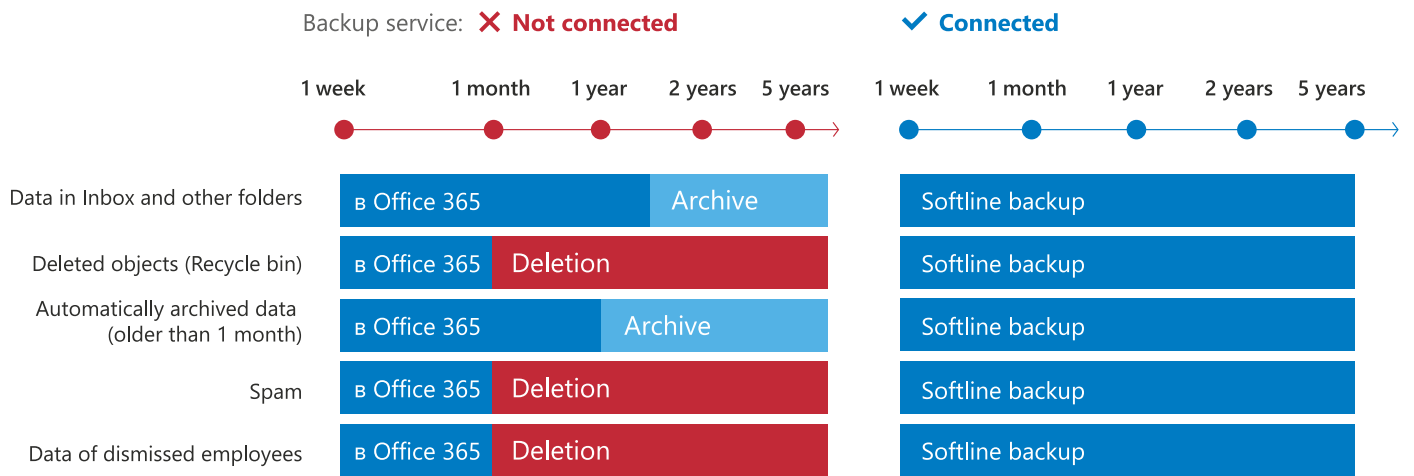 Backup service: ✕ Not connected
✓ Connected
1 week 1 month 1 year 2 years 5 years
1 week 1 month 1 year 2 years 5 years
Data in Inbox and other folders
в Office 365 Archive
Softline backup
Deleted objects (Recycle bin)
в Office 365 Deletion
Softline backup
Automatically archived data
(older than 1 month)
в Office 365 Archive
Softline backup
Spam
в Office 365 Deletion
Softline backup
Data of dismissed employees
в Office 365 Deletion
Softline backup